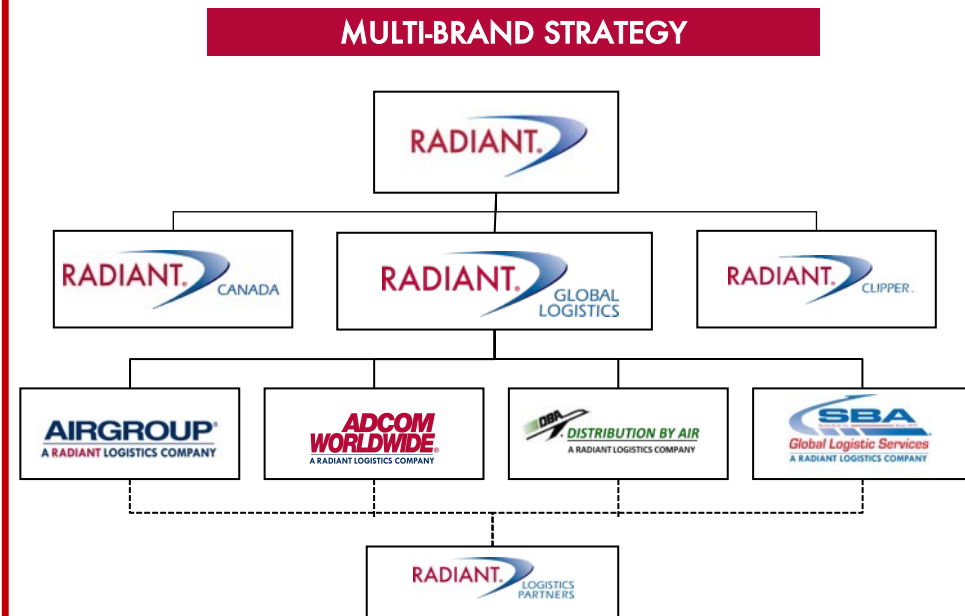 MULTI-BRAND STRATEGY
RADIANT®
RADIANT® CANADA
RADIANT® GLOBAL
LOGISTICS
RADIANT® CLIPPER
AIRGROUP®
A RADIANT LOGISTICS COMPANY
ADCOM
WORLDWIDE®
A RADIANT LOGISTICS COMPANY
DBA
DISTRIBUTION BY AIR
A RADIANT LOGISTICS COMPANY
SBA
Global Logistic Services
A RADIANT LOGISTICS COMPANY
RADIANT® LOGISTICS
PARTNERS